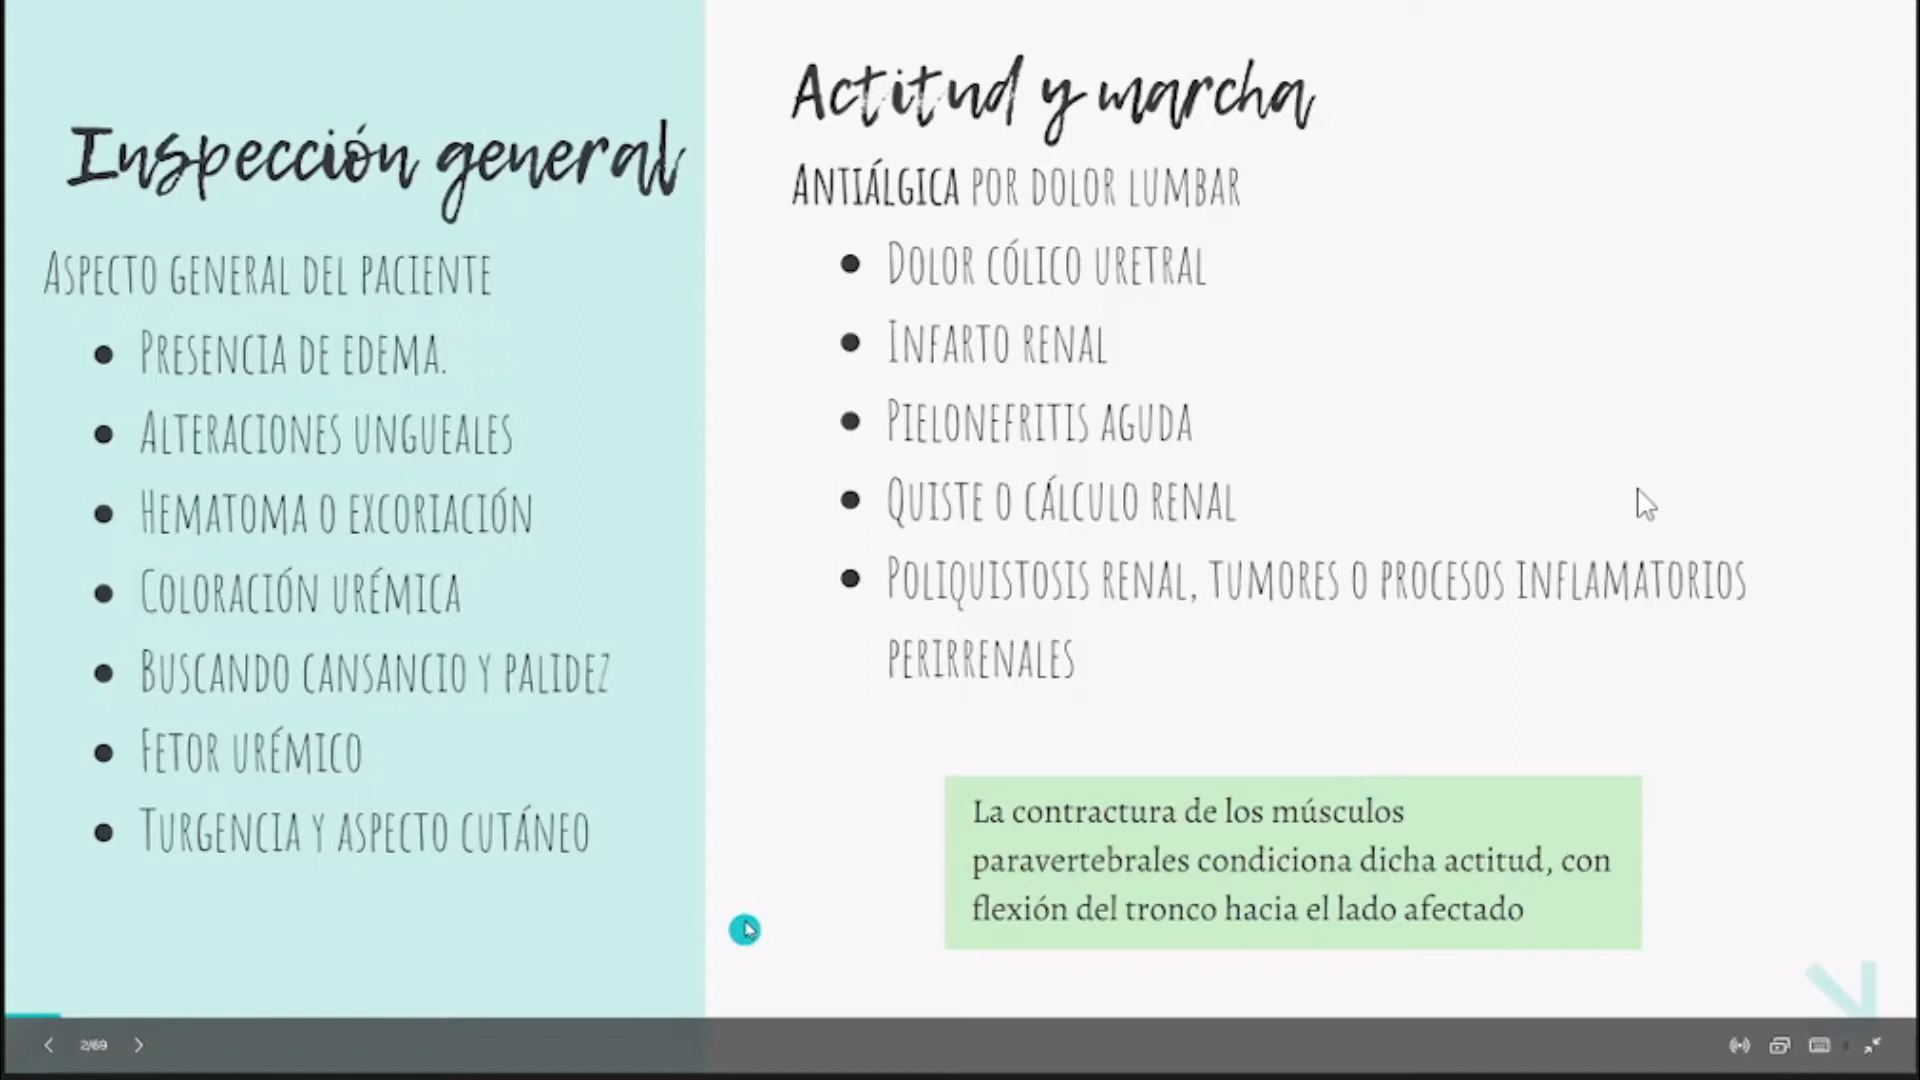 Inspección general
Aspecto general del paciente
Presencia de edema.
Alteraciones ungueales
Hematoma o excoriación
Coloración urémica
Buscando cansancio y palidez
Fetor urémico
Turgencia y aspecto cutáneo
Actitud y marcha
Antiálgica por dolor lumbar
Dolor cólico uretral
Infarto renal
Pielonefritis aguda
Quiste o cálculo renal
Poliquistosis renal, tumores o procesos inflamatorios
perirrenales
La contractura de los músculos
paravertebrales condiciona dicha actitud, con
flexión del tronco hacia el lado afectado
2/69